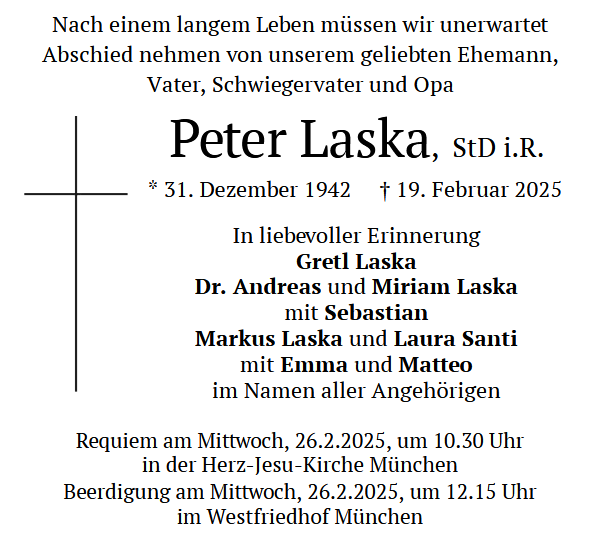 Nach einem langem Leben müssen wir unerwartet
Abschied nehmen von unserem geliebten Ehemann,
Vater, Schwiegervater und Opa
Peter Laska, StD i.R.
* 31. Dezember 1942 † 19. Februar 2025
In liebevoller Erinnerung
Gretl Laska
Dr. Andreas und Miriam Laska
mit Sebastian
Markus Laska und Laura Santi
mit Emma und Matteo
im Namen aller Angehörigen
Requiem am Mittwoch, 26.2.2025, um 10.30 Uhr
in der Herz-Jesu-Kirche München
Beerdigung am Mittwoch, 26.2.2025, um 12.15 Uhr
im Westfriedhof München